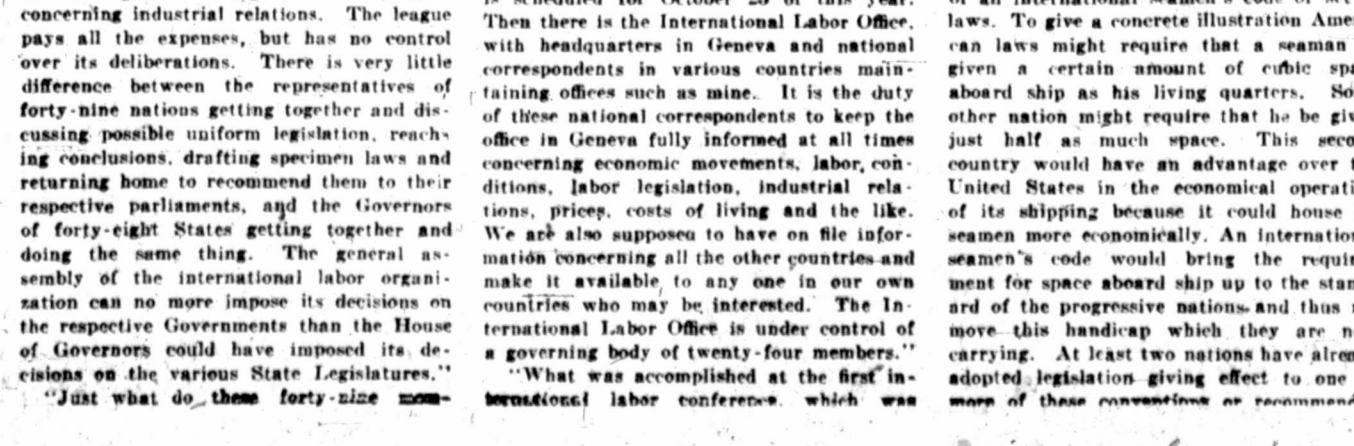 concerning industrial relations. The league
pays all the expenses, but has no control
over its deliberations. There is very little
difference between the representatives of
forty-nine nations getting together and dis-
cussing possible uniform legislation, reach-
ing conclusions, drafting specimen laws and
returning home to recommend them to their
respective parliaments, and the Governors
of forty-eight States getting together and
doing the same thing. The general as-
sembly of the international labor organi-
zation can no more impose its decisions on
the respective Governments than the House
of Governors could have imposed its de-
cisions on the various State Legislatures."
"Just what do these forty-nine
Then there is the International Labor Office,
with headquarters in Geneva and national
correspondents in various countries main-
taining offices such as mine. It is the duty
of these national correspondents to keep the
office in Geneva fully informed at all times
concerning economic movements, labor, con-
ditions, labor legislation, industrial rela-
tions, prices, costs of living and the like.
We are also supposed to have on file infor-
mation concerning all the other countries and
make it available to any one in our own
countries who may be interested. The In-
ternational Labor Office is under control of
a governing body of twenty-four members."
"What was accomplished at the first in-
ternational labor conference, which was
laws. To give a concrete illustration Ame
can laws might require that a seaman
given a certain amount of cubic spa
aboard ship as his living quarters. So
other nation might require that he be giv
just half as much space. This seco
country would have an advantage over t
United States in the economical operati
of its shipping because it could house
seamen more economically. An internatio
seamen's code would bring the requir
ment for space aboard ship up to the stan
ard of the progressive nations and thus
move this handicap which they are n
carrying. At least two nations have alrea
adopted legislation giving effect to one
more of these conventions or recommend